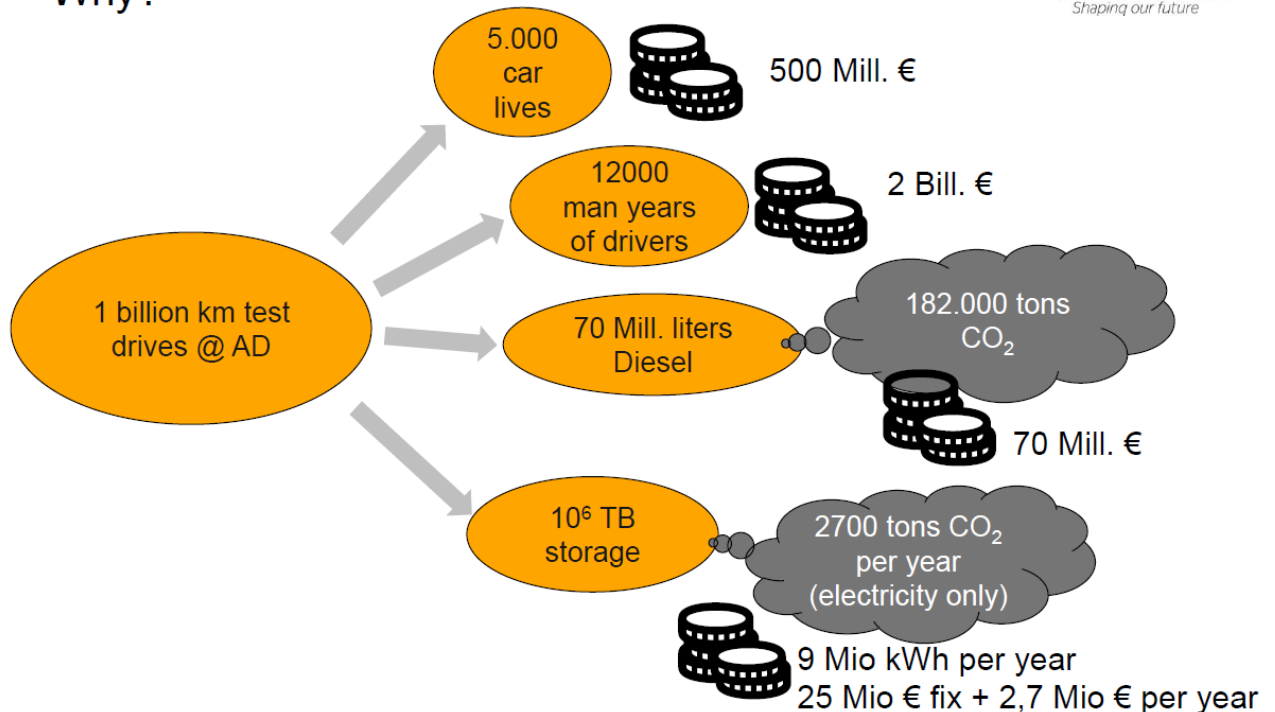 Why?
Shaping our future
5.000
car
lives
500 Mill. €
12000
man years
of drivers
2 Bill. €
1 billion km test
drives @ AD
70 Mill. liters
Diesel
182.000 tons
CO₂
70 Mill. €
10⁶ TB
storage
2700 tons CO₂
per year
(electricity only)
9 Mio kWh per year
25 Mio € fix + 2,7 Mio € per year